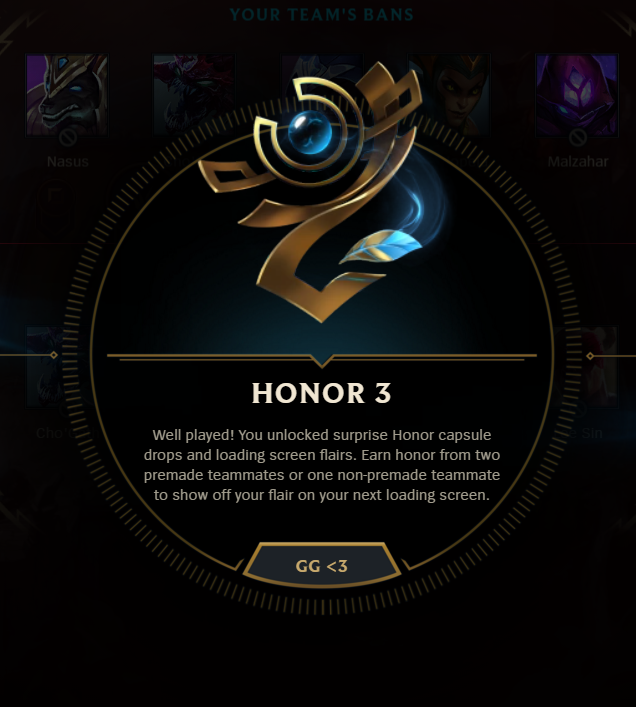 YOUR TEAM'S BANS
Nasus
Malzahar
HONOR 3
Well played! You unlocked surprise Honor capsule
drops and loading screen flairs. Earn honor from two
premade teammates or one non-premade teammate
to show off your flair on your next loading screen.
Sin
GG <3